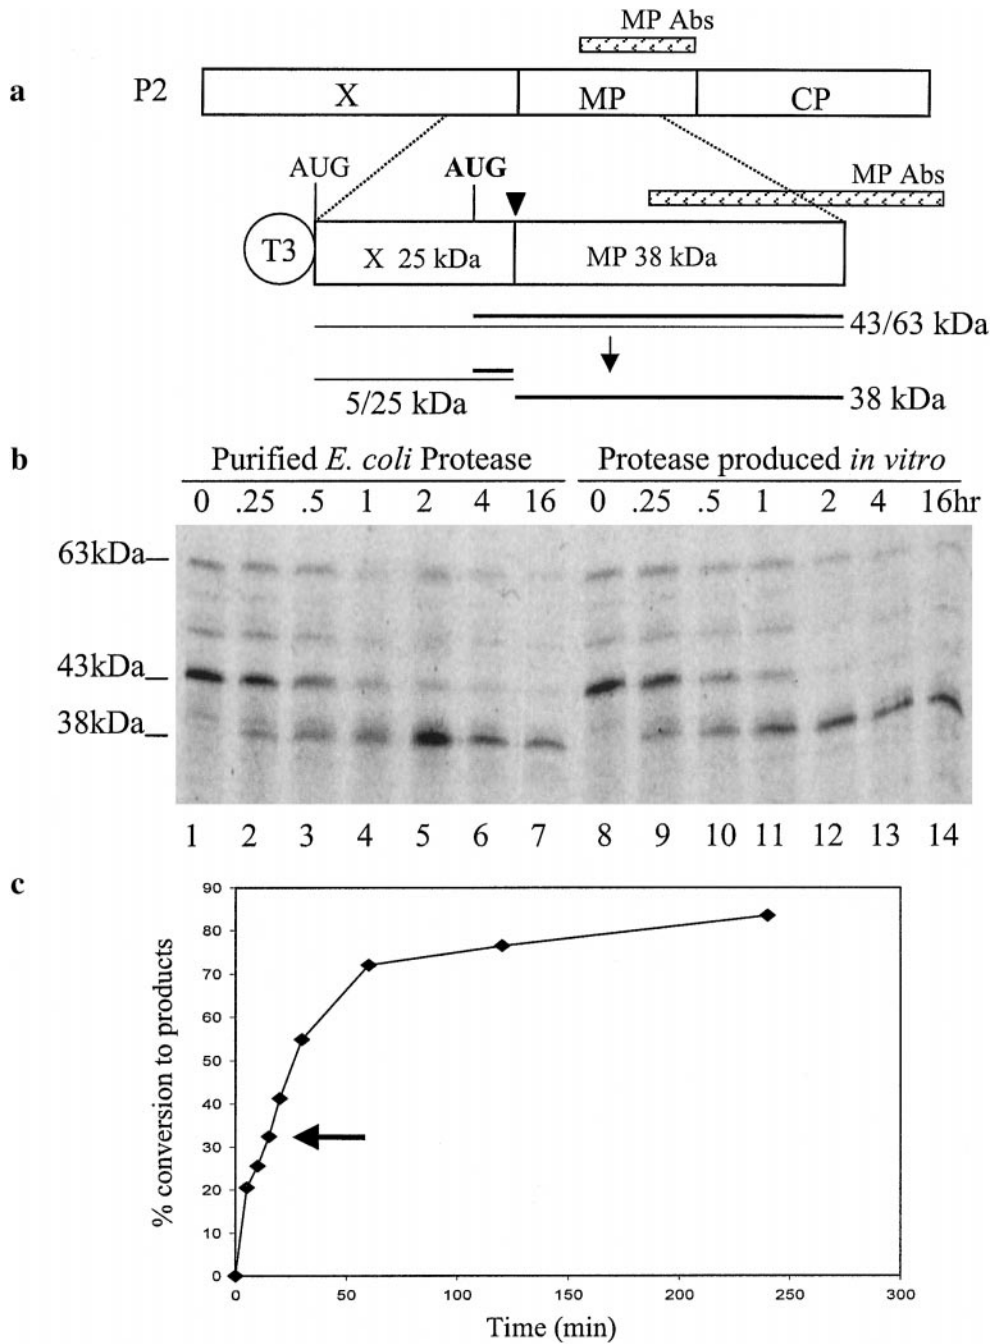 MP Abs
a P2 X MP CP
AUG AUG MP Abs
T3 X 25 kDa MP 38 kDa
43/63 kDa
5/25 kDa 38 kDa
b Purified E. coli Protease Protease produced in vitro
0 .25 .5 1 2 4 16 0 .25 .5 1 2 4 16hr
63kDa
43kDa
38kDa
1 2 3 4 5 6 7 8 9 10 11 12 13 14
c
90
80
70
60
50
40
30
20
10
0
% conversion to products
0 50 100 150 200 250 300
Time (min)